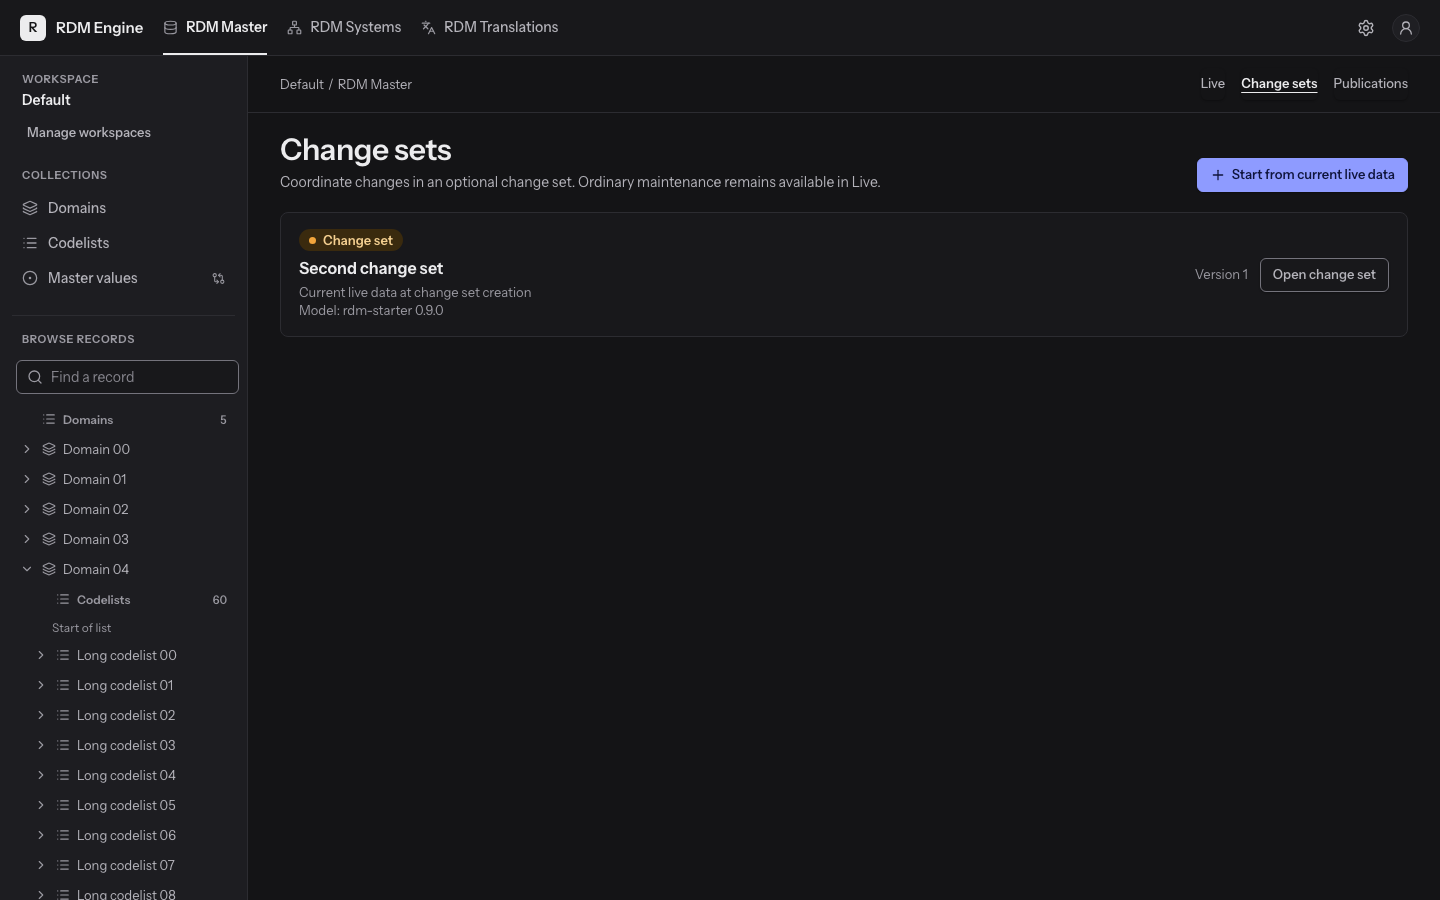 R RDM Engine RDM Master RDM Systems RDM Translations
WORKSPACE
Default
Manage workspaces
COLLECTIONS
Domains
Codelists
Master values
BROWSE RECORDS
Find a record
Domains 5
Domain 00
Domain 01
Domain 02
Domain 03
Domain 04
Codelists 60
Start of list
Long codelist 00
Long codelist 01
Long codelist 02
Long codelist 03
Long codelist 04
Long codelist 05
Long codelist 06
Long codelist 07
Long codelist 08
Default / RDM Master
Live Change sets Publications
Change sets
Coordinate changes in an optional change set. Ordinary maintenance remains available in Live.
Start from current live data
Change set
Second change set
Current live data at change set creation
Model: rdm-starter 0.9.0
Version 1 Open change set